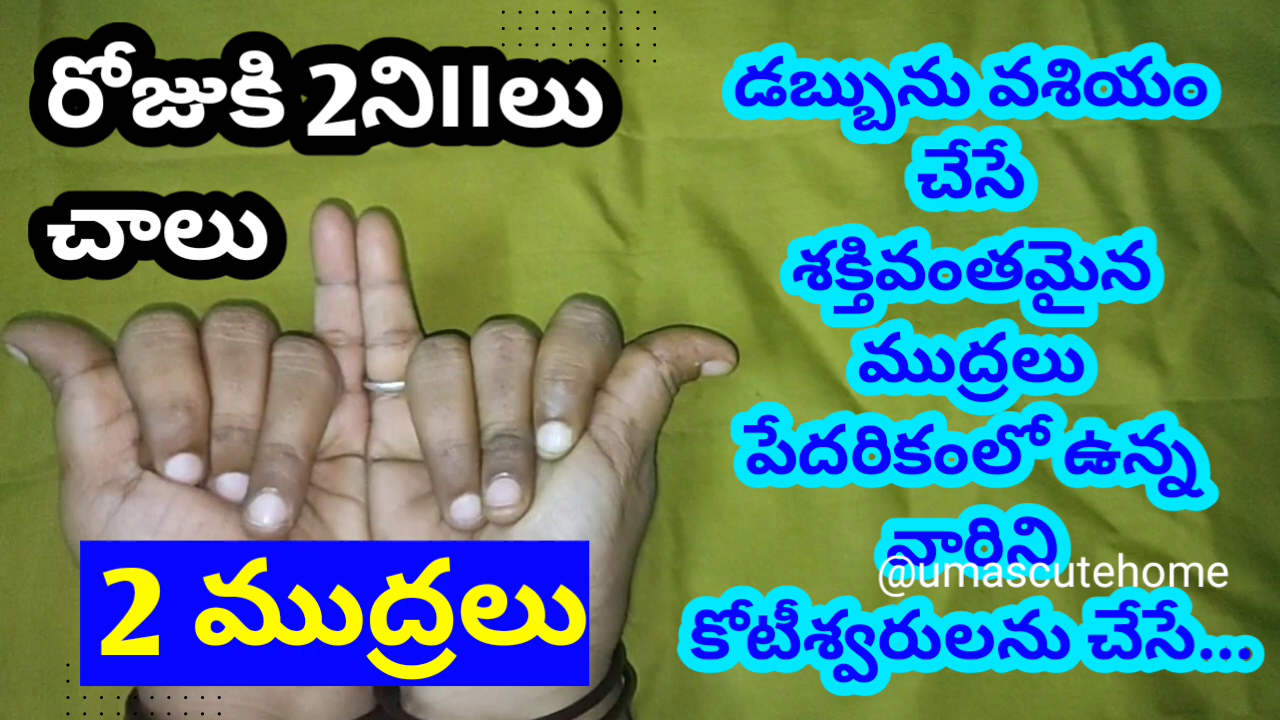 రోజుకి 2ని॥లు
చాలు
2 ముద్రలు
డబ్బును వశియం
చేసే
శక్తివంతమైన
ముద్రలు
పేదరికంలో ఉన్న
వారిని
@umascutehome
కోటీశ్వరులను చేసే...